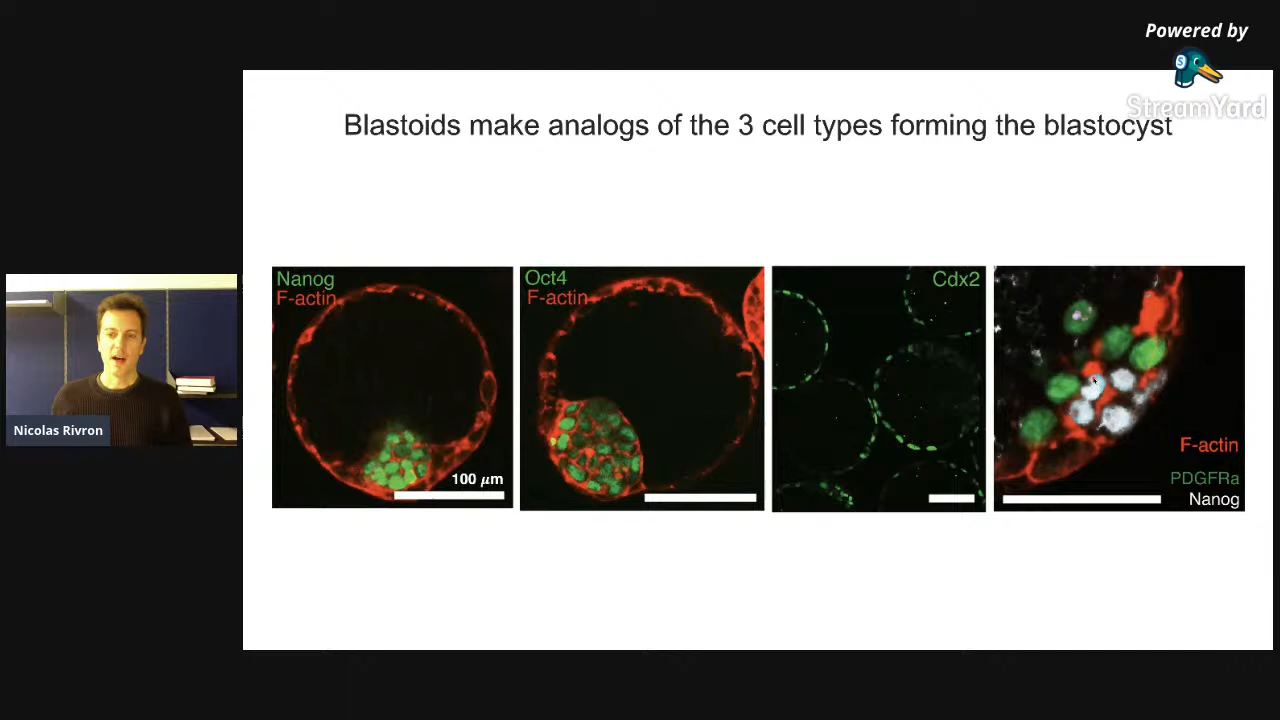 Powered by
StreamYard
Blastoids make analogs of the 3 cell types forming the blastocyst
Nanog
F-actin
100 μm
Oct4
F-actin
Cdx2
F-actin
PDGFRa
Nanog
Nicolas Rivron